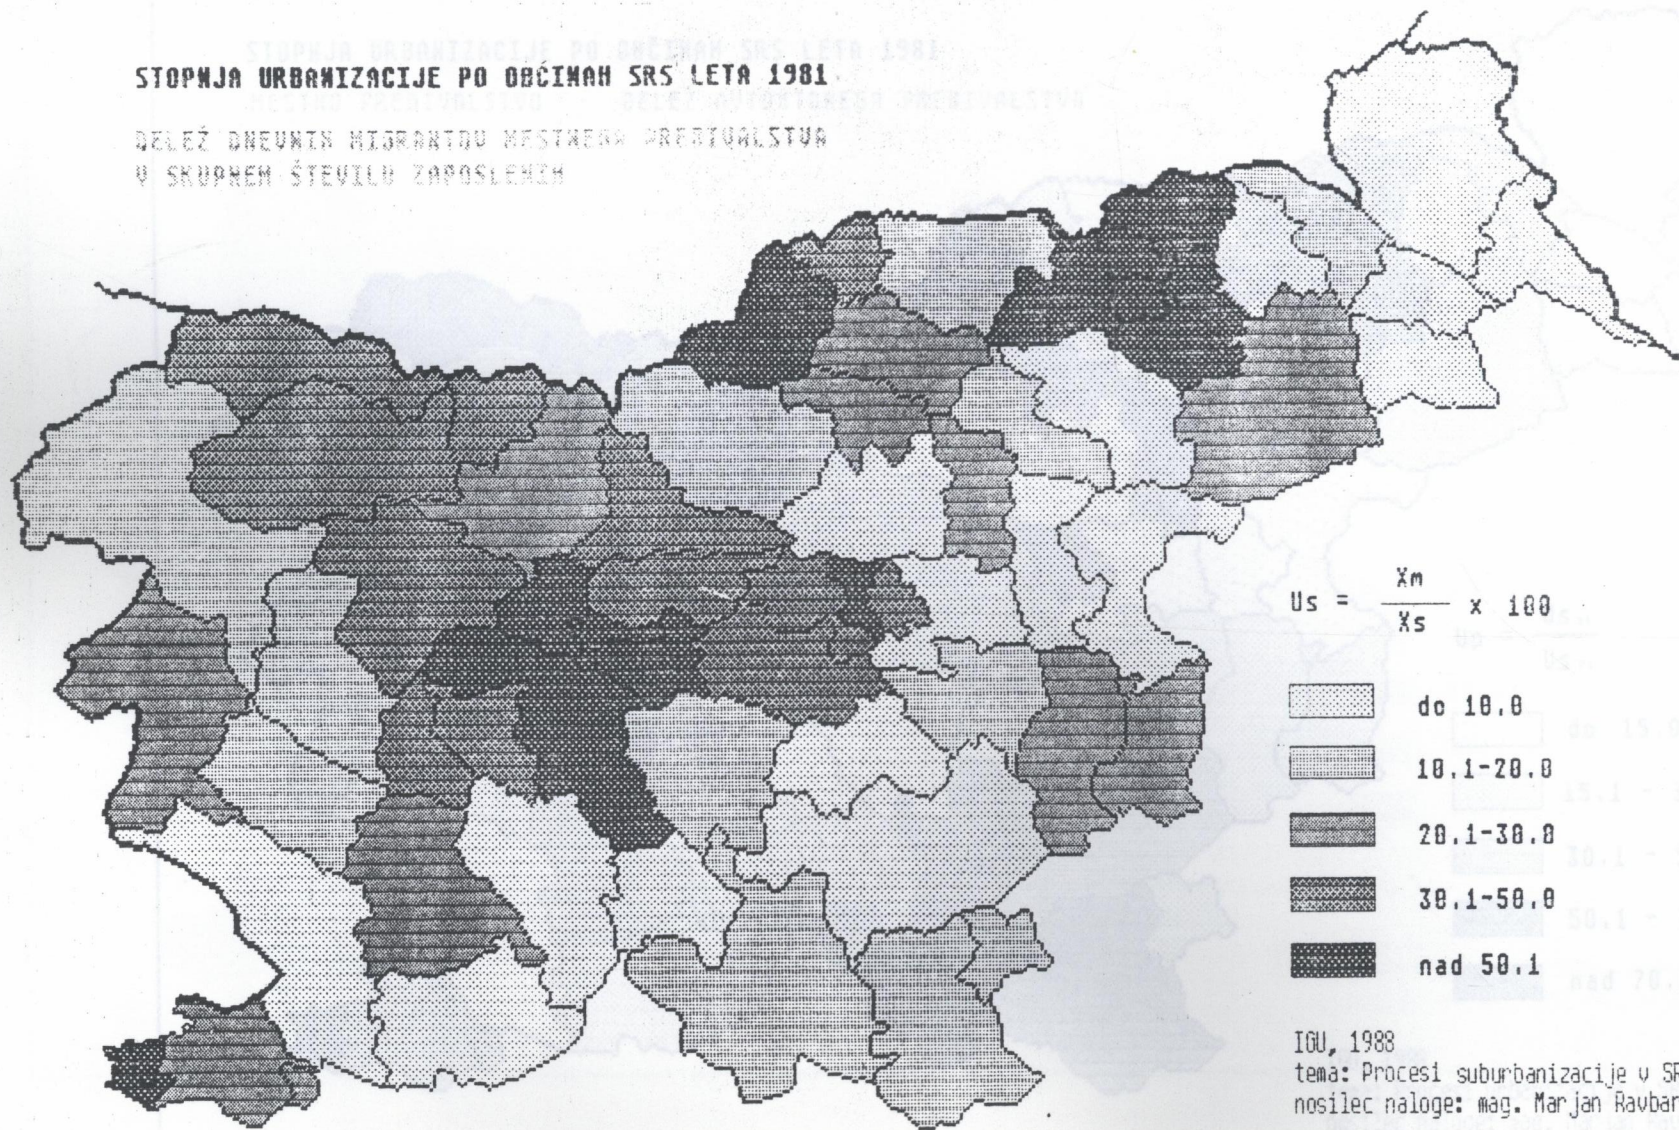 STOPNJA URBANIZACIJE PO OBČINAH SRS LETA 1981
DELEŽ DNEVNIH MIGRANTOV MESTNEGA PREBIVALSTVA
V SKUPNEM ŠTEVILU ZAPOSLENIH
Us = Xm / Xs x 100
do 10.0
10.1-20.0
20.1-30.0
30.1-50.0
nad 50.1
IGU, 1988
tema: Procesi suburbanizacije v SR
nosilec naloge: mag. Marjan Ravbar